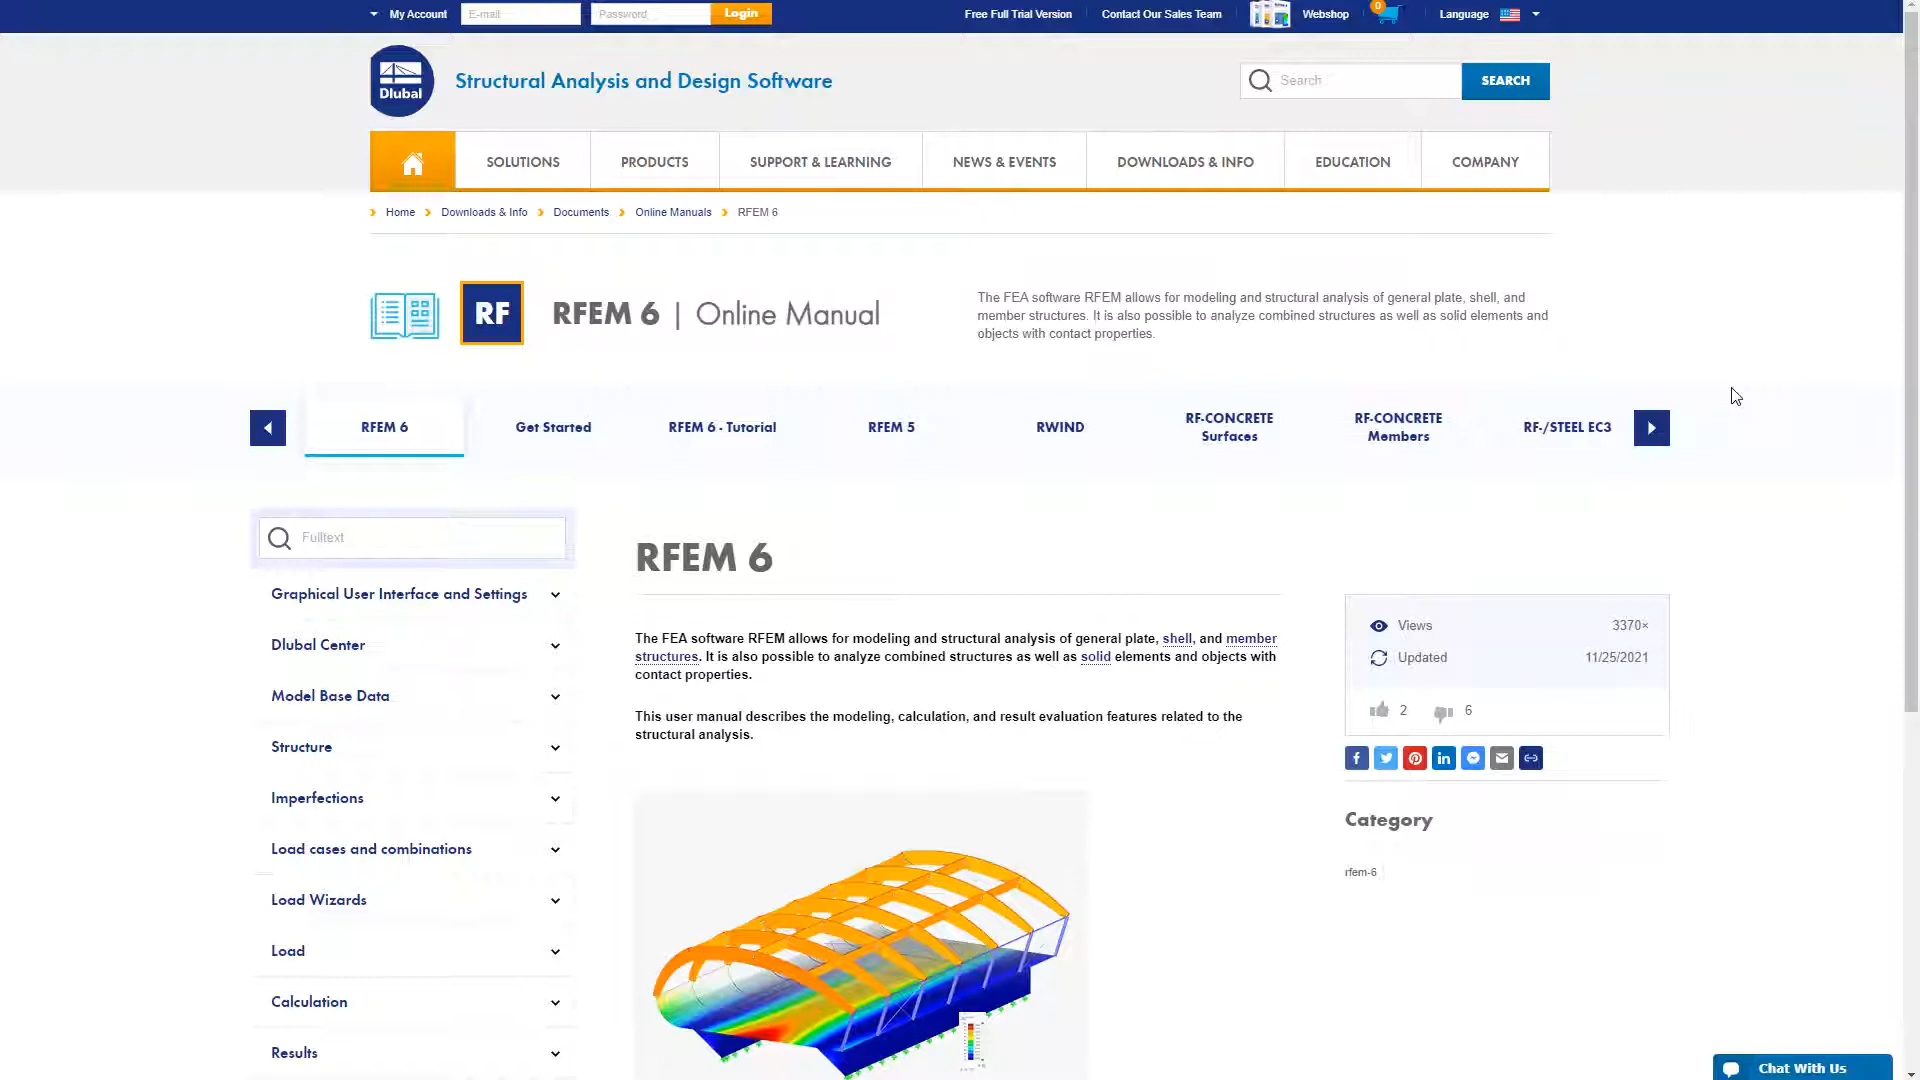 My Account
E-mail
Password
Login
Free Full Trial Version
Contact Our Sales Team
Webshop
0
Language
Dlubal
Structural Analysis and Design Software
Search
SEARCH
SOLUTIONS
PRODUCTS
SUPPORT & LEARNING
NEWS & EVENTS
DOWNLOADS & INFO
EDUCATION
COMPANY
Home
Downloads & Info
Documents
Online Manuals
RFEM 6
RF
RFEM 6 | Online Manual
The FEA software RFEM allows for modeling and structural analysis of general plate, shell, and
member structures. It is also possible to analyze combined structures as well as solid elements and
objects with contact properties.
RFEM 6
Get Started
RFEM 6 - Tutorial
RFEM 5
RWIND
RF-CONCRETE
Surfaces
RF-CONCRETE
Members
RF-/STEEL EC3
Fulltext
Graphical User Interface and Settings
Dlubal Center
Model Base Data
Structure
Imperfections
Load cases and combinations
Load Wizards
Load
Calculation
Results
RFEM 6
The FEA software RFEM allows for modeling and structural analysis of general plate, shell, and member
structures. It is also possible to analyze combined structures as well as solid elements and objects with
contact properties.
This user manual describes the modeling, calculation, and result evaluation features related to the
structural analysis.
Views 3370×
Updated 11/25/2021
2 6
Category
rfem-6
Chat With Us